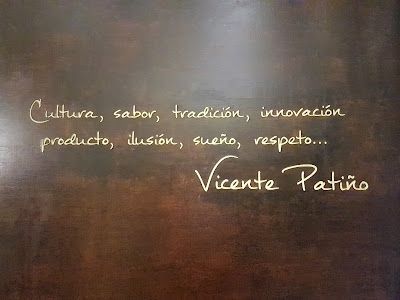 Cultura, sabor, tradición, innovación
producto, ilusión, sueño, respeto...
Vicente Patiño